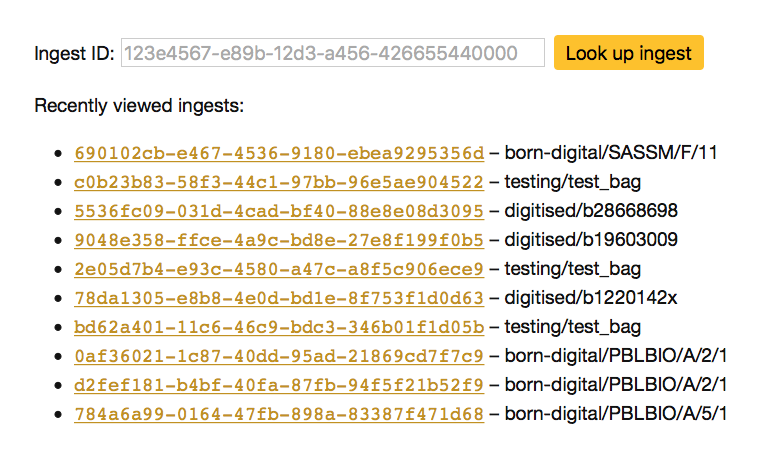 Ingest ID: 123e4567-e89b-12d3-a456-426655440000 Look up ingest
Recently viewed ingests:
• 690102cb-e467-4536-9180-ebea9295356d – born-digital/SASSM/F/11
• c0b23b83-58f3-44c1-97bb-96e5ae904522 – testing/test_bag
• 5536fc09-031d-4cad-bf40-88e8e08d3095 – digitised/b28668698
• 9048e358-ffce-4a9c-bd8e-27e8f199f0b5 – digitised/b19603009
• 2e05d7b4-e93c-4580-a47c-a8f5c906ece9 – testing/test_bag
• 78da1305-e8b8-4e0d-bd1e-8f753f1d0d63 – digitised/b1220142x
• bd62a401-11c6-46c9-bdc3-346b01f1d05b – testing/test_bag
• 0af36021-1c87-40dd-95ad-21869cd7f7c9 – born-digital/PBLBIO/A/2/1
• d2fef181-b4bf-40fa-87fb-94f5f21b52f9 – born-digital/PBLBIO/A/2/1
• 784a6a99-0164-47fb-898a-83387f471d68 – born-digital/PBLBIO/A/5/1